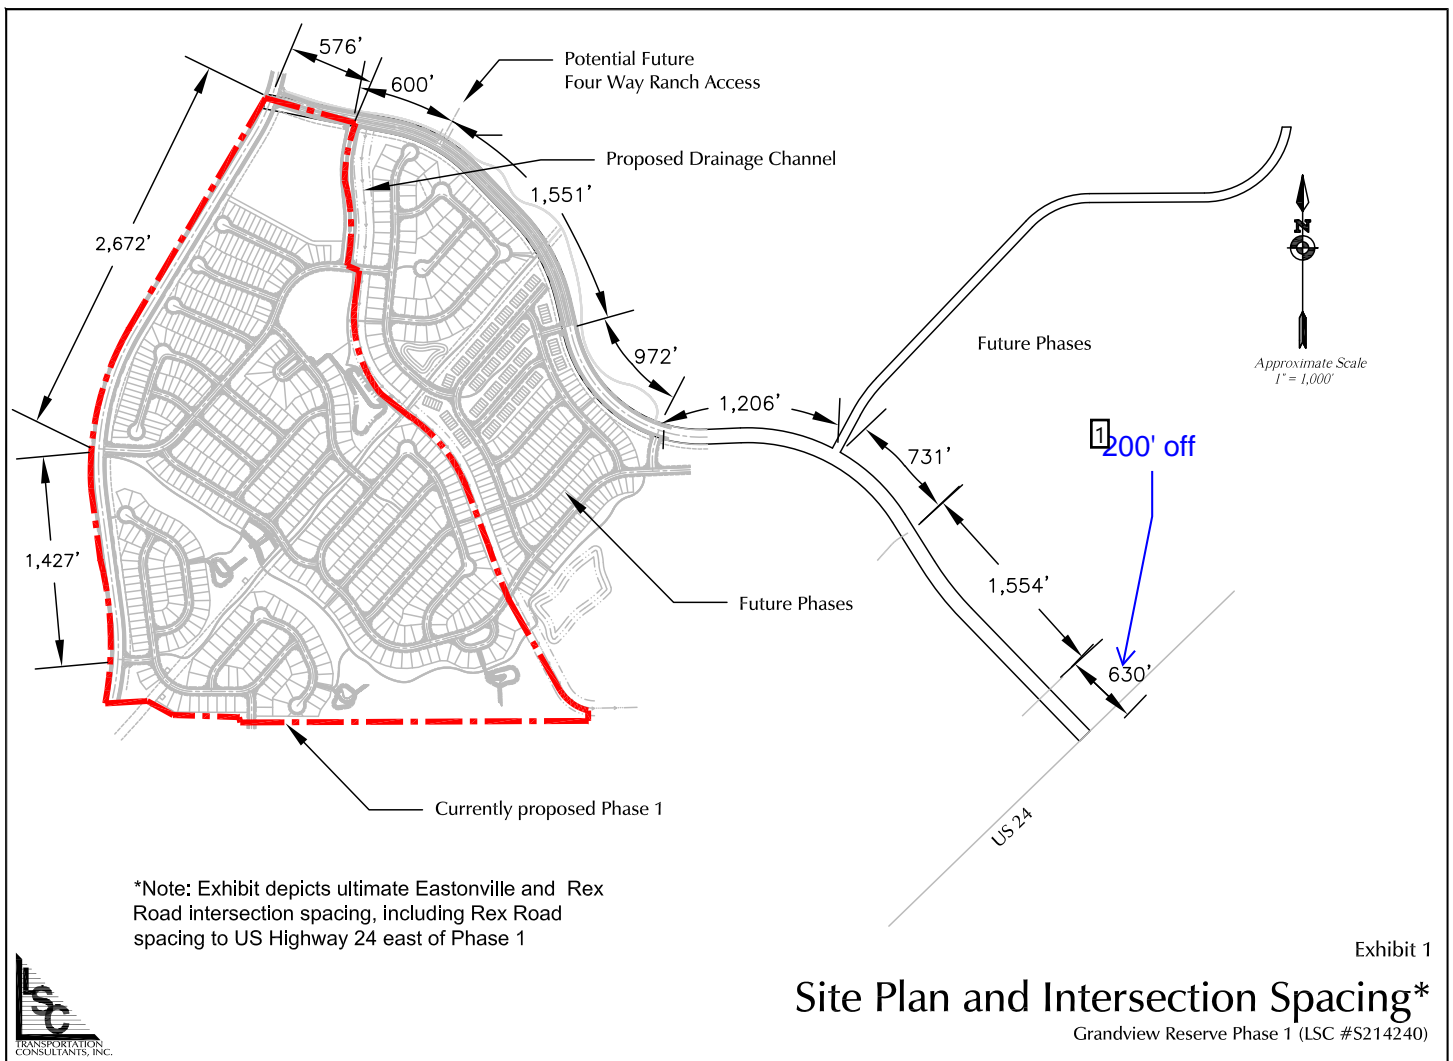 576’
600’
Potential Future
Four Way Ranch Access
Proposed Drainage Channel
1,551’
2,672’
972’
1,206’
Future Phases
N
Approximate Scale
1" = 1,000'
1
200' off
731’
1,427’
1,554’
Future Phases
630’
US 24
Currently proposed Phase 1
*Note: Exhibit depicts ultimate Eastonville and Rex
Road intersection spacing, including Rex Road
spacing to US Highway 24 east of Phase 1
Exhibit 1
Site Plan and Intersection Spacing*
Grandview Reserve Phase 1 (LSC #S214240)
LSC
TRANSPORTATION
CONSULTANTS, INC.